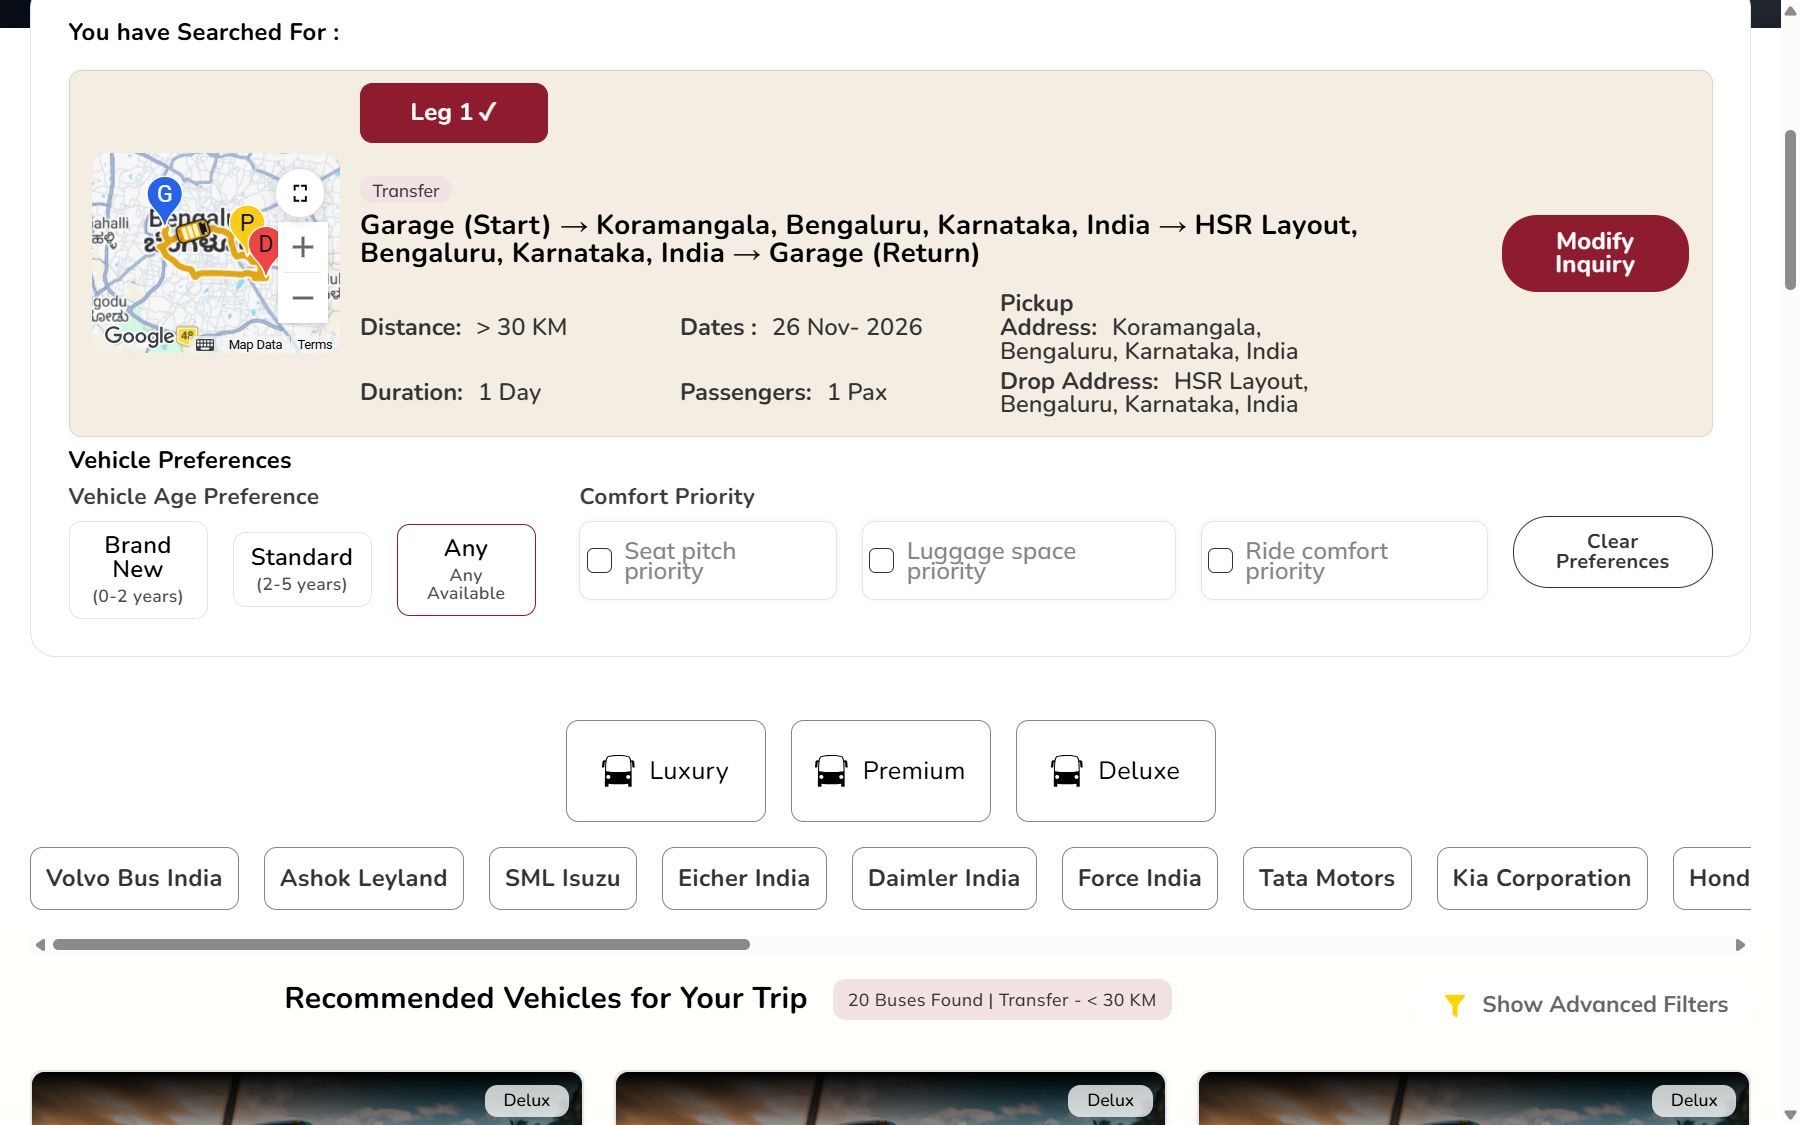 You have Searched For :
Leg 1 ✓
Transfer
Garage (Start) → Koramangala, Bengaluru, Karnataka, India → HSR Layout,
Bengaluru, Karnataka, India → Garage (Return)
Modify
Inquiry
G
P
D
Google
48
Map Data
Terms
Distance: > 30 KM
Dates : 26 Nov- 2026
Pickup
Address: Koramangala,
Bengaluru, Karnataka, India
Duration: 1 Day
Passengers: 1 Pax
Drop Address: HSR Layout,
Bengaluru, Karnataka, India
Vehicle Preferences
Vehicle Age Preference
Brand
New
(0-2 years)
Standard
(2-5 years)
Any
Any
Available
Comfort Priority
Seat pitch
priority
Luggage space
priority
Ride comfort
priority
Clear
Preferences
Luxury
Premium
Deluxe
Volvo Bus India
Ashok Leyland
SML Isuzu
Eicher India
Daimler India
Force India
Tata Motors
Kia Corporation
Hond
Recommended Vehicles for Your Trip
20 Buses Found | Transfer - < 30 KM
Show Advanced Filters
Delux
Delux
Delux